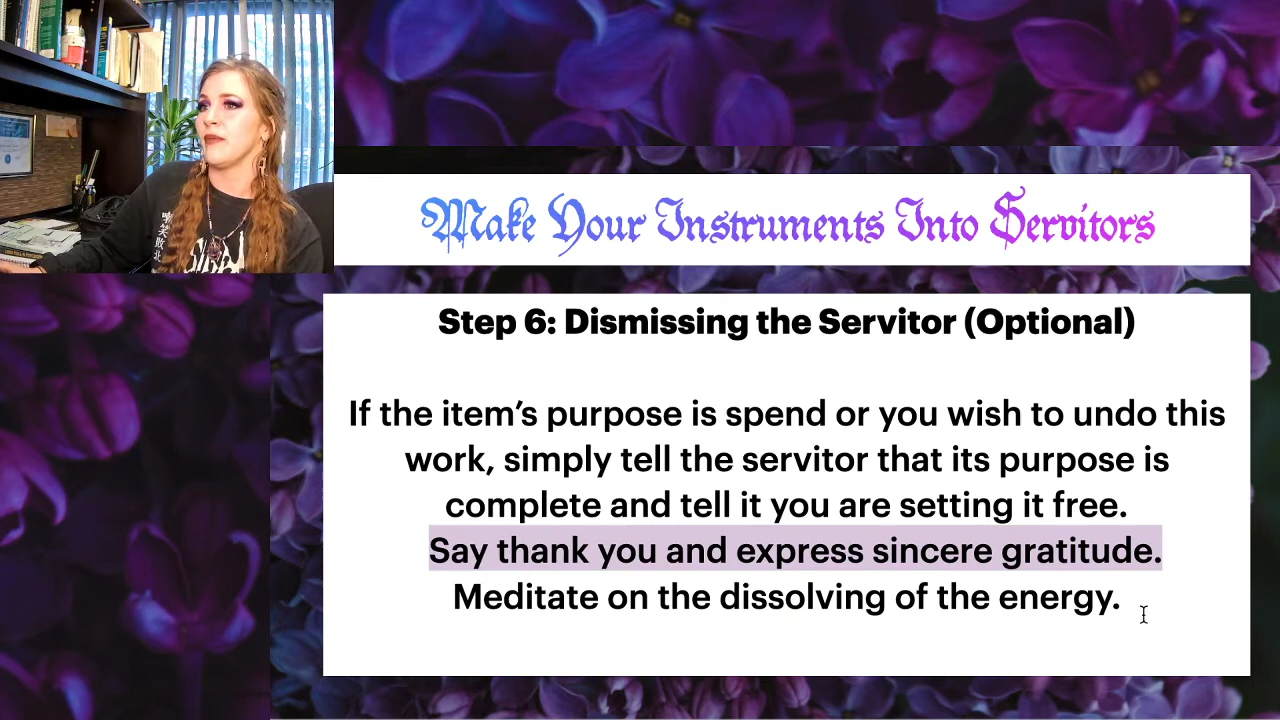 Make Your Instruments Into Servitors
Step 6: Dismissing the Servitor (Optional)
If the item’s purpose is spend or you wish to undo this
work, simply tell the servitor that its purpose is
complete and tell it you are setting it free.
Say thank you and express sincere gratitude.
Meditate on the dissolving of the energy.